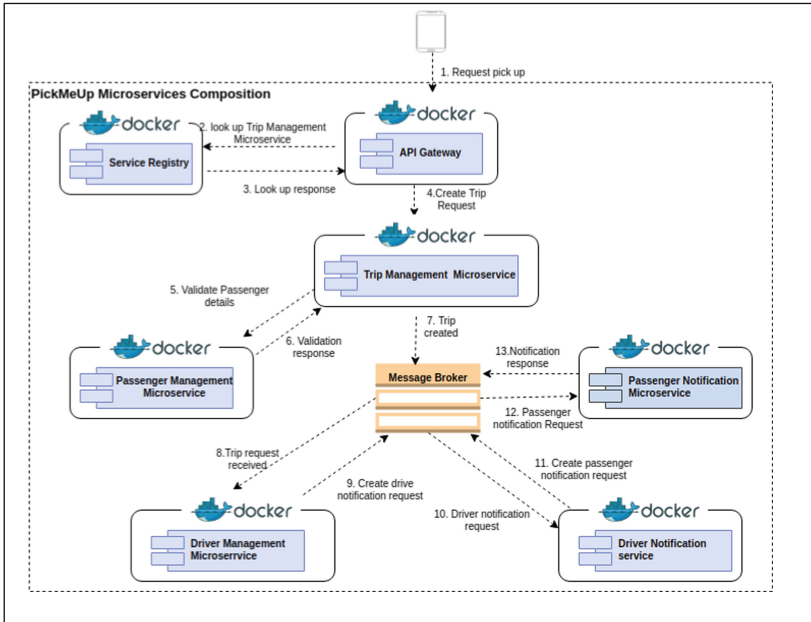 1. Request pick up
PickMeUp Microservices Composition
docker
2. look up Trip Management
Microservice
docker
Service Registry
API Gateway
3. Look up response
4.Create Trip
Request
docker
Trip Management Microservice
5. Validate Passenger
details
6. Validation
response
7. Trip
created
13.Notification
response
docker
Passenger Management
Microservice
Message Broker
docker
Passenger Notification
Microservice
12. Passenger
notification Request
8.Trip request
received
9. Create drive
notification request
11. Create passenger
notification request
10. Driver notification
request
docker
Driver Management
Microserrvice
docker
Driver Notification
service